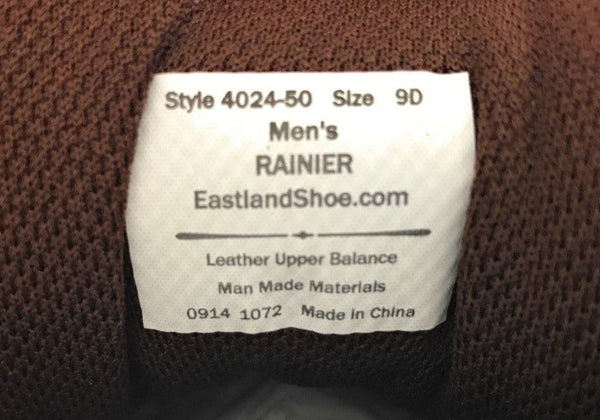 Style 4024-50 Size 9D
Men's
RAINIER
EastlandShoe.com
Leather Upper Balance
Man Made Materials
0914 1072 Made in China